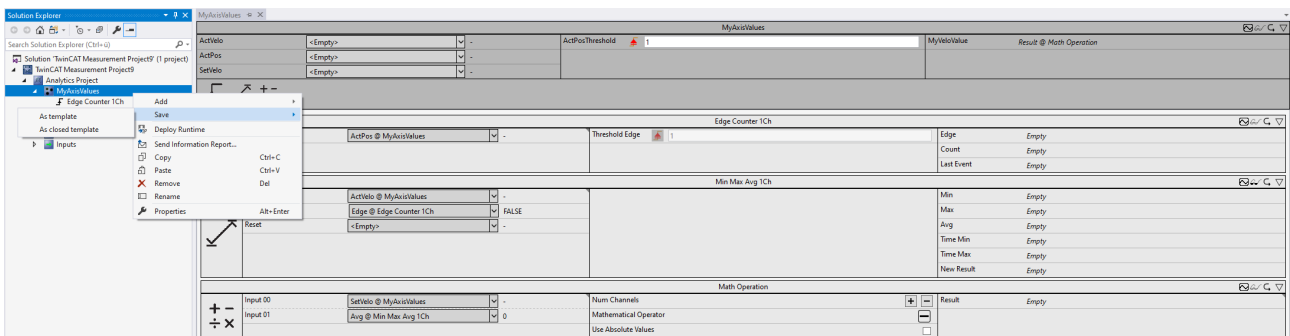 Solution Explorer
Search Solution Explorer (Ctrl+ü)
Solution 'TwinCAT Measurement Project9' (1 project)
TwinCAT Measurement Project9
Analytics Project
MyAxisValues
Edge Counter 1Ch
Inputs
As template
As closed template
Add
Save
Deploy Runtime
Send Information Report...
Copy Ctrl+C
Paste Ctrl+V
Remove Del
Rename
Properties Alt+Enter
MyAxisValues
MyAxisValues
ActVelo <Empty> - ActPosThreshold 1 MyVeloValue Result @ Math Operation
ActPos <Empty> -
SetVelo <Empty> -
Edge Counter 1Ch
ActPos @ MyAxisValues - Threshold Edge 1 Edge Empty
Count Empty
Last Event Empty
Min Max Avg 1Ch
ActVelo @ MyAxisValues - Min Empty
Edge @ Edge Counter 1Ch FALSE Max Empty
Reset <Empty> - Avg Empty
Time Min Empty
Time Max Empty
New Result Empty
Math Operation
Input 00 SetVelo @ MyAxisValues - Num Channels + - Result Empty
Input 01 Avg @ Min Max Avg 1Ch 0 Mathematical Operator -
Use Absolute Values